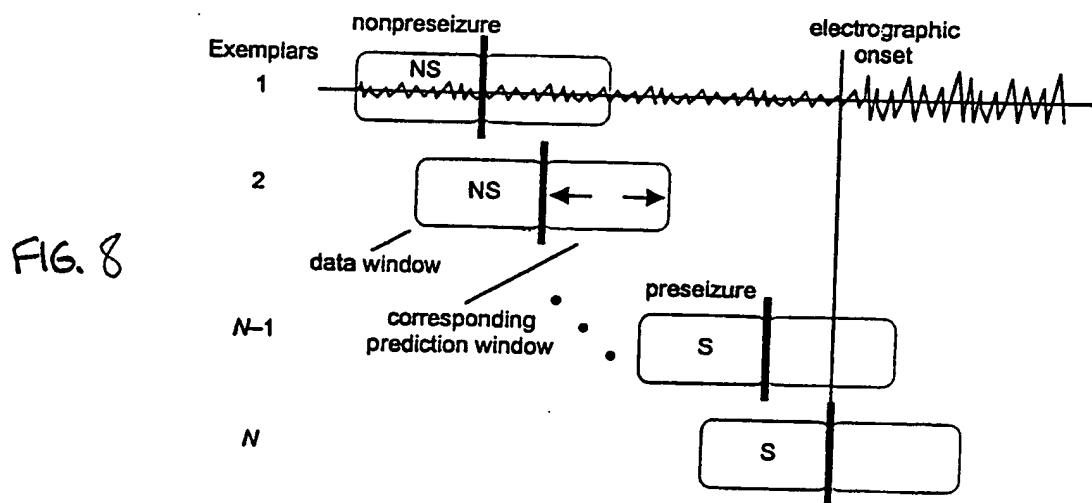 nonpreseizure
electrographic
onset
Exemplars
1
NS
2
NS
FIG. 8
data window
preseizure
corresponding
prediction window
N–1
S
N
S